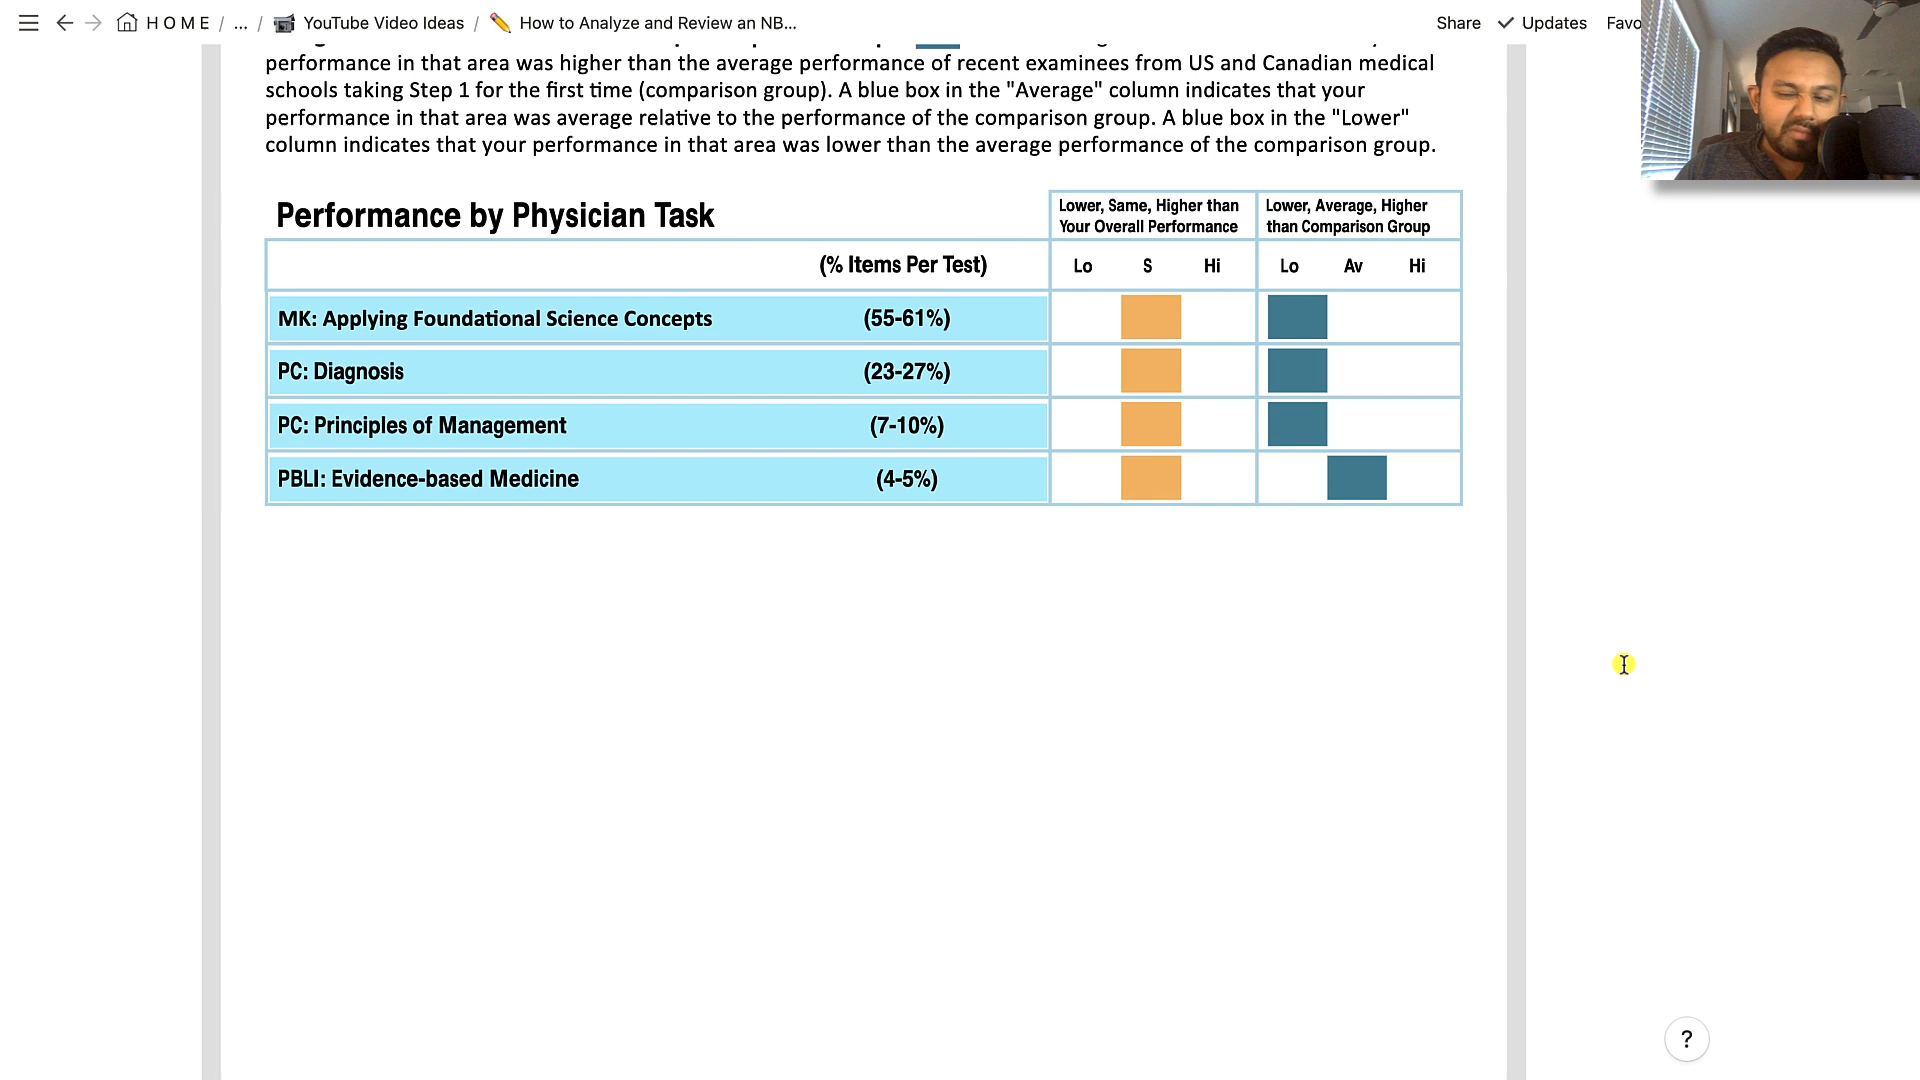 HOME / ... / YouTube Video Ideas / How to Analyze and Review an NB... Share Updates Favo
performance in that area was higher than the average performance of recent examinees from US and Canadian medical
schools taking Step 1 for the first time (comparison group). A blue box in the "Average" column indicates that your
performance in that area was average relative to the performance of the comparison group. A blue box in the "Lower"
column indicates that your performance in that area was lower than the average performance of the comparison group.
Performance by Physician Task
Lower, Same, Higher than
Your Overall Performance
Lower, Average, Higher
than Comparison Group
(% Items Per Test) Lo S Hi Lo Av Hi
MK: Applying Foundational Science Concepts (55-61%)
PC: Diagnosis (23-27%)
PC: Principles of Management (7-10%)
PBLI: Evidence-based Medicine (4-5%)
?